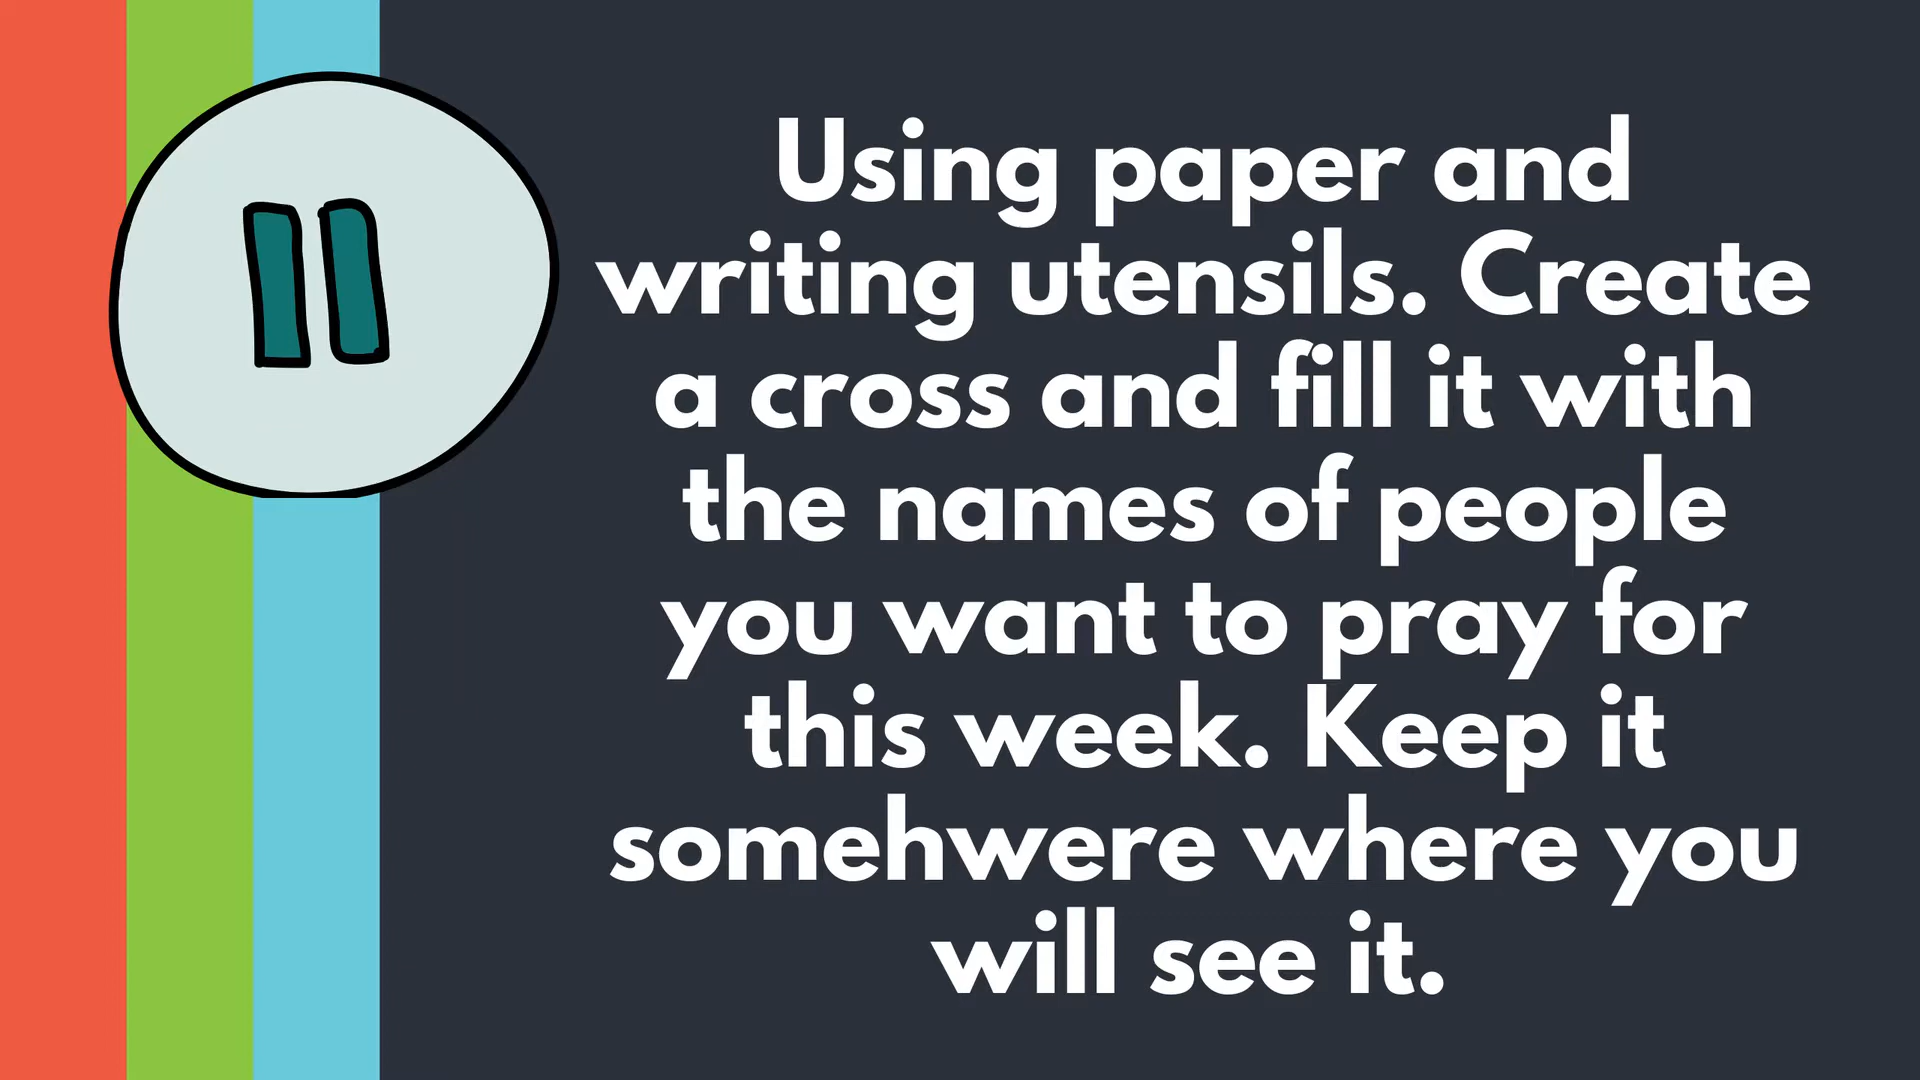 Using paper and
writing utensils. Create
a cross and fill it with
the names of people
you want to pray for
this week. Keep it
somehwere where you
will see it.